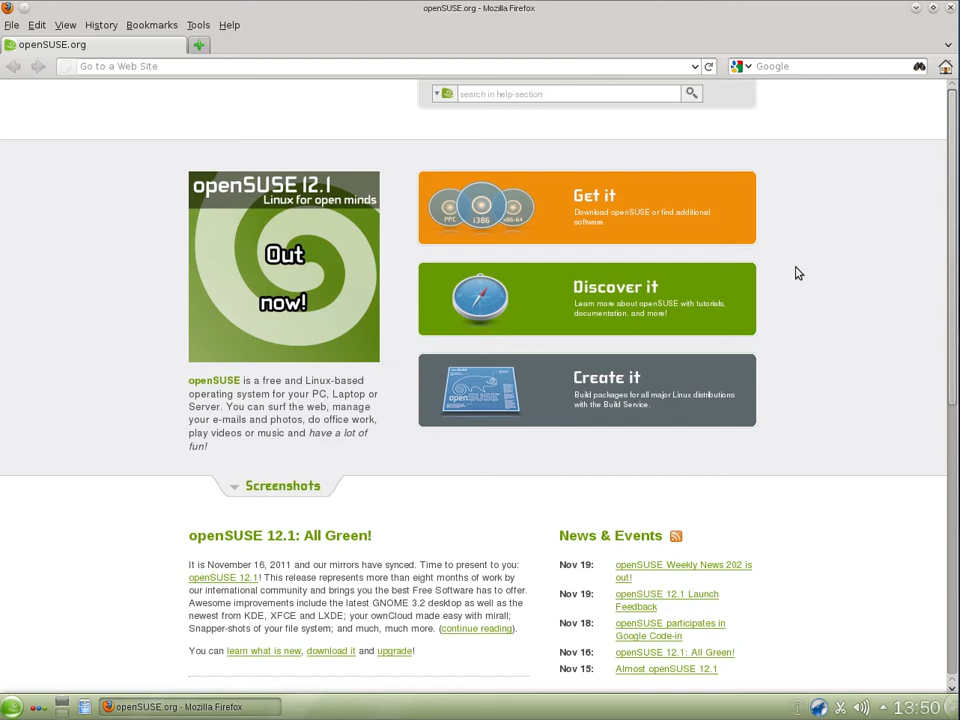 openSUSE.org - Mozilla Firefox
File Edit View History Bookmarks Tools Help
openSUSE.org
Go to a Web Site
Google
search in help-section
openSUSE 12.1
Linux for open minds
Out
now!
PPC
i386
x86-64
Get it
Download openSUSE or find additional
software.
Discover it
Learn more about openSUSE with tutorials,
documentation, and more!
openSUSE
Create it
Build packages for all major Linux distributions
with the Build Service.
openSUSE is a free and Linux-based
operating system for your PC, Laptop or
Server. You can surf the web, manage
your e-mails and photos, do office work,
play videos or music and have a lot of
fun!
Screenshots
openSUSE 12.1: All Green!
It is November 16, 2011 and our mirrors have synced. Time to present to you:
openSUSE 12.1! This release represents more than eight months of work by
our international community and brings you the best Free Software has to offer.
Awesome improvements include the latest GNOME 3.2 desktop as well as the
newest from KDE, XFCE and LXDE; your ownCloud made easy with mirall;
Snapper-shots of your file system; and much, much more. (continue reading).
You can learn what is new, download it and upgrade!
News & Events
Nov 19: openSUSE Weekly News 202 is
out!
Nov 19: openSUSE 12.1 Launch
Feedback
Nov 18: openSUSE participates in
Google Code-in
Nov 16: openSUSE 12.1: All Green!
Nov 15: Almost openSUSE 12.1
openSUSE.org - Mozilla Firefox
13:50